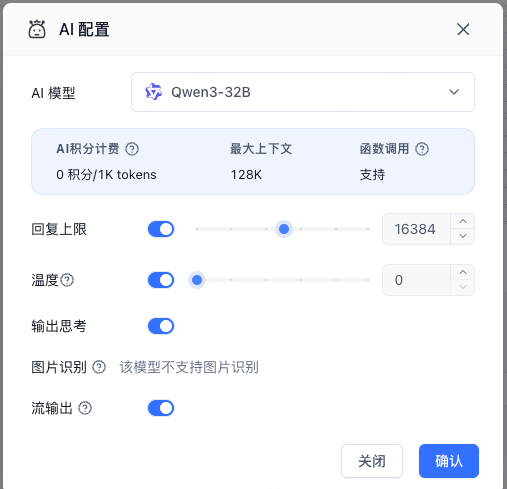 AI 配置
AI 模型
Qwen3-32B
AI积分计费 最大上下文 函数调用
0 积分/1K tokens 128K 支持
回复上限 16384
温度 0
输出思考
图片识别 该模型不支持图片识别
流输出
关闭 确认